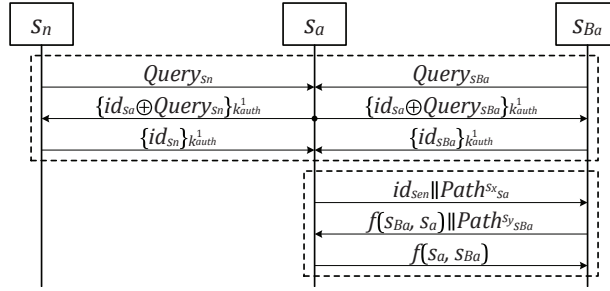 Sn Sa SBa
QuerySn QuerySBa
{idSa⊕QuerySn}k¹auth {idSa⊕QuerySBa}k¹auth
{idSn}k¹auth {idSBa}k¹auth
idSen||PathSxSa
f(SBa, Sa)||PathSySBa
f(Sa, SBa)